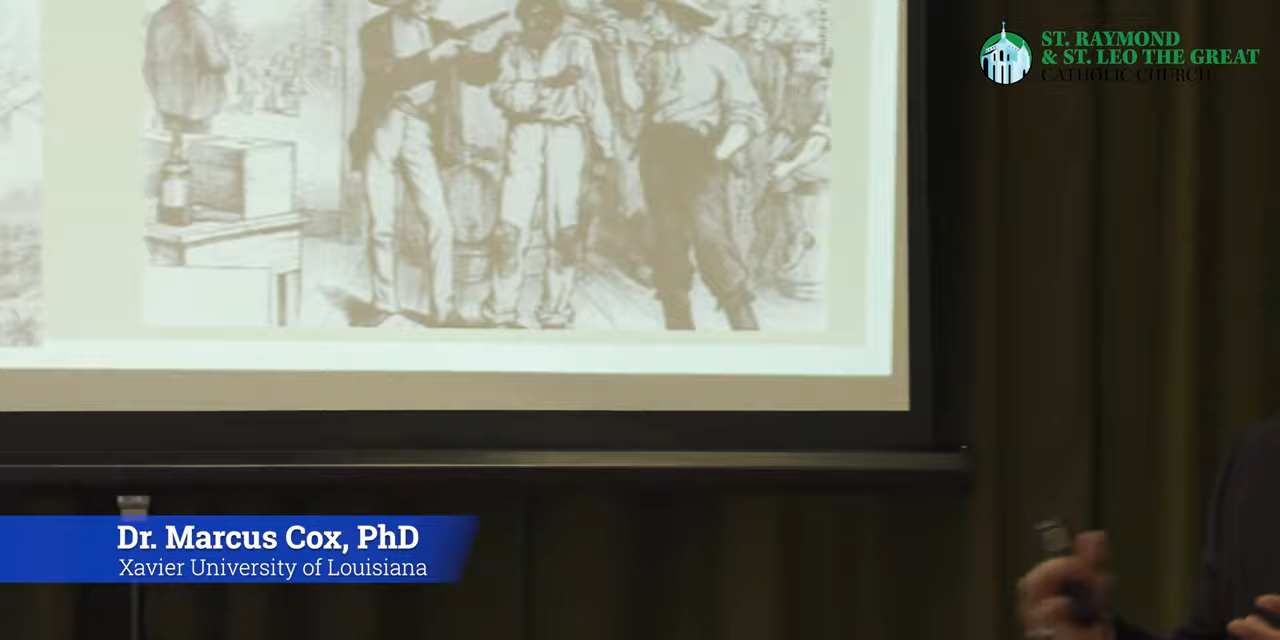 ST. RAYMOND
& ST. LEO THE GREAT
CATHOLIC CHURCH
Dr. Marcus Cox, PhD
Xavier University of Louisiana